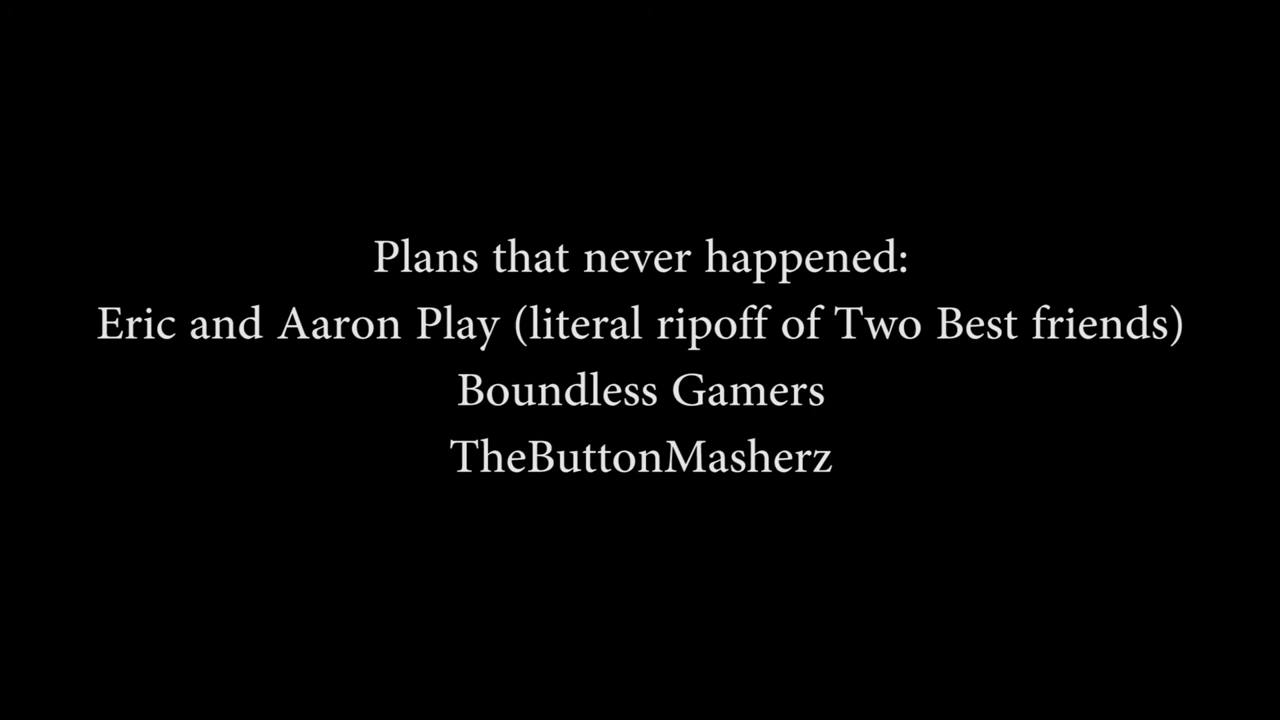 Plans that never happened:
Eric and Aaron Play (literal ripoff of Two Best friends)
Boundless Gamers
TheButtonMasherz